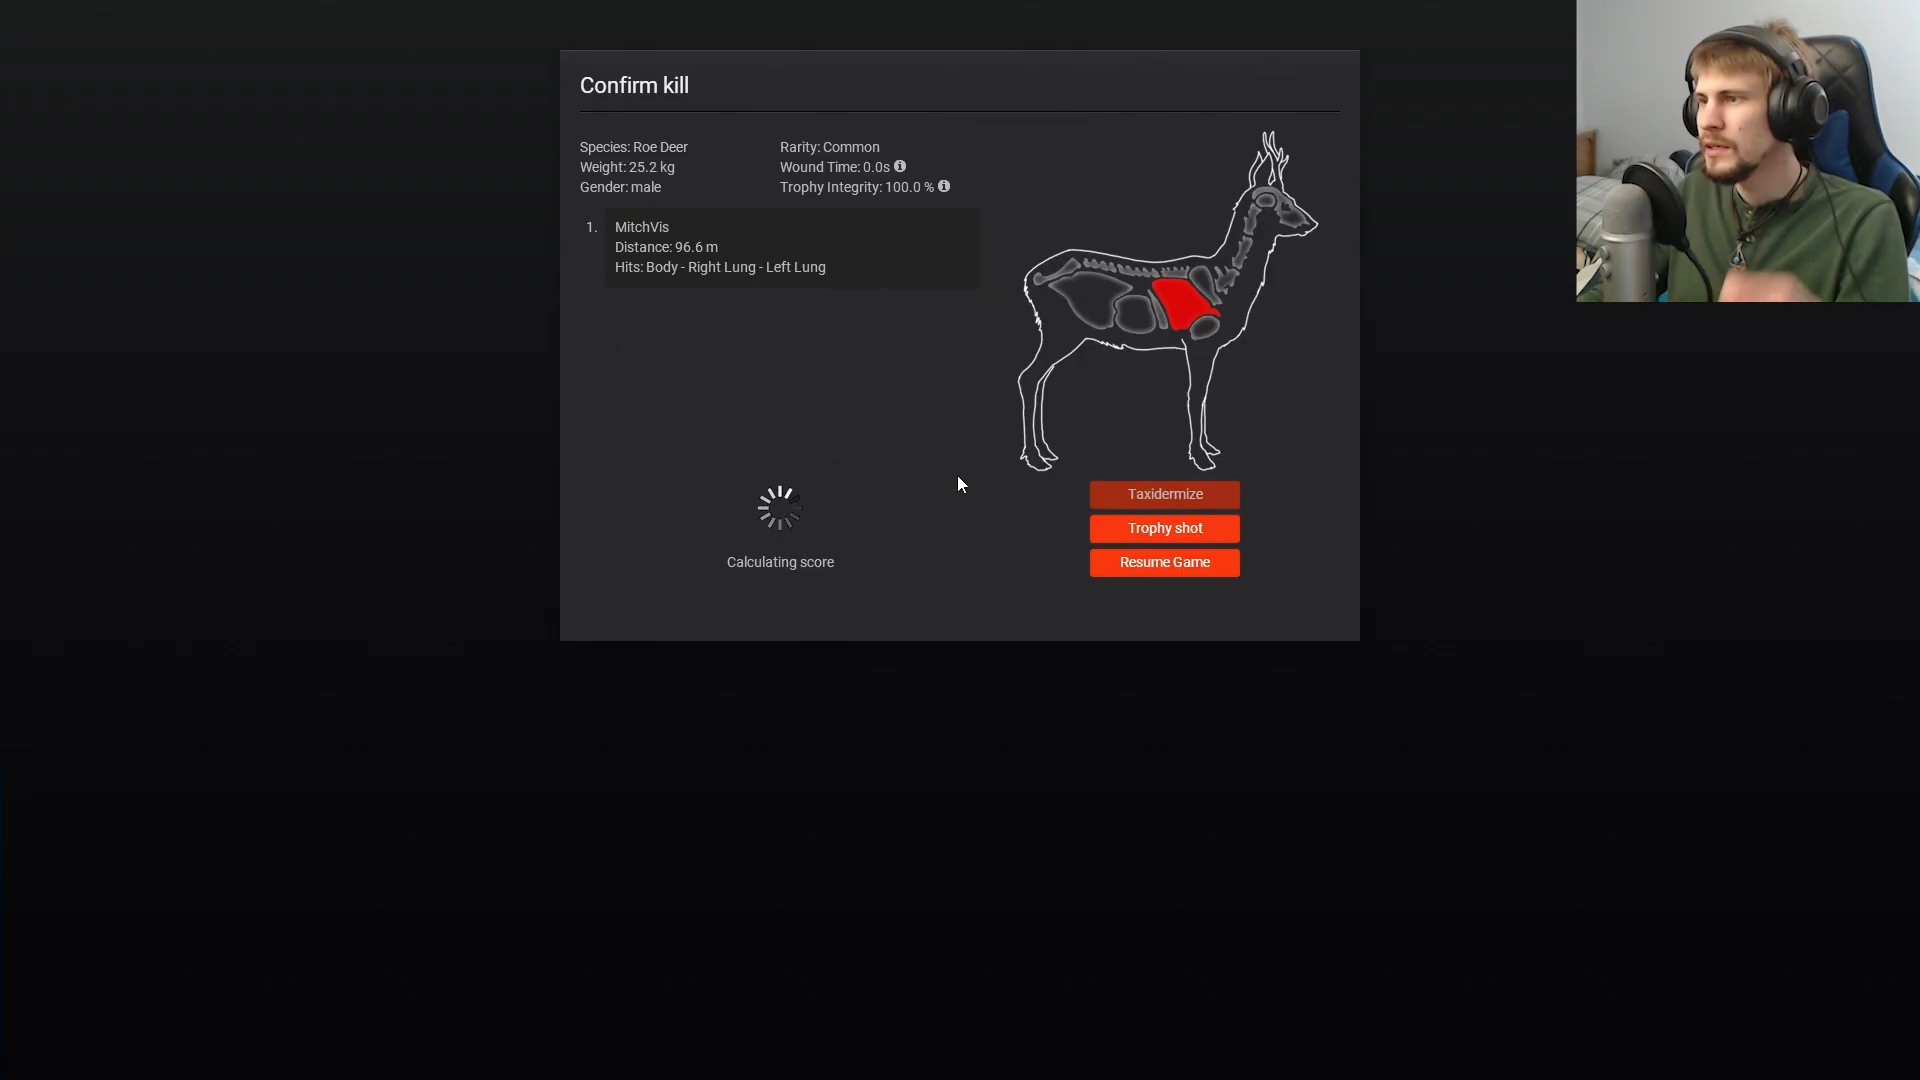 Confirm kill
Species: Roe Deer
Weight: 25.2 kg
Gender: male
Rarity: Common
Wound Time: 0.0s
Trophy Integrity: 100.0 %
1. MitchVis
Distance: 96.6 m
Hits: Body - Right Lung - Left Lung
Calculating score
Taxidermize
Trophy shot
Resume Game